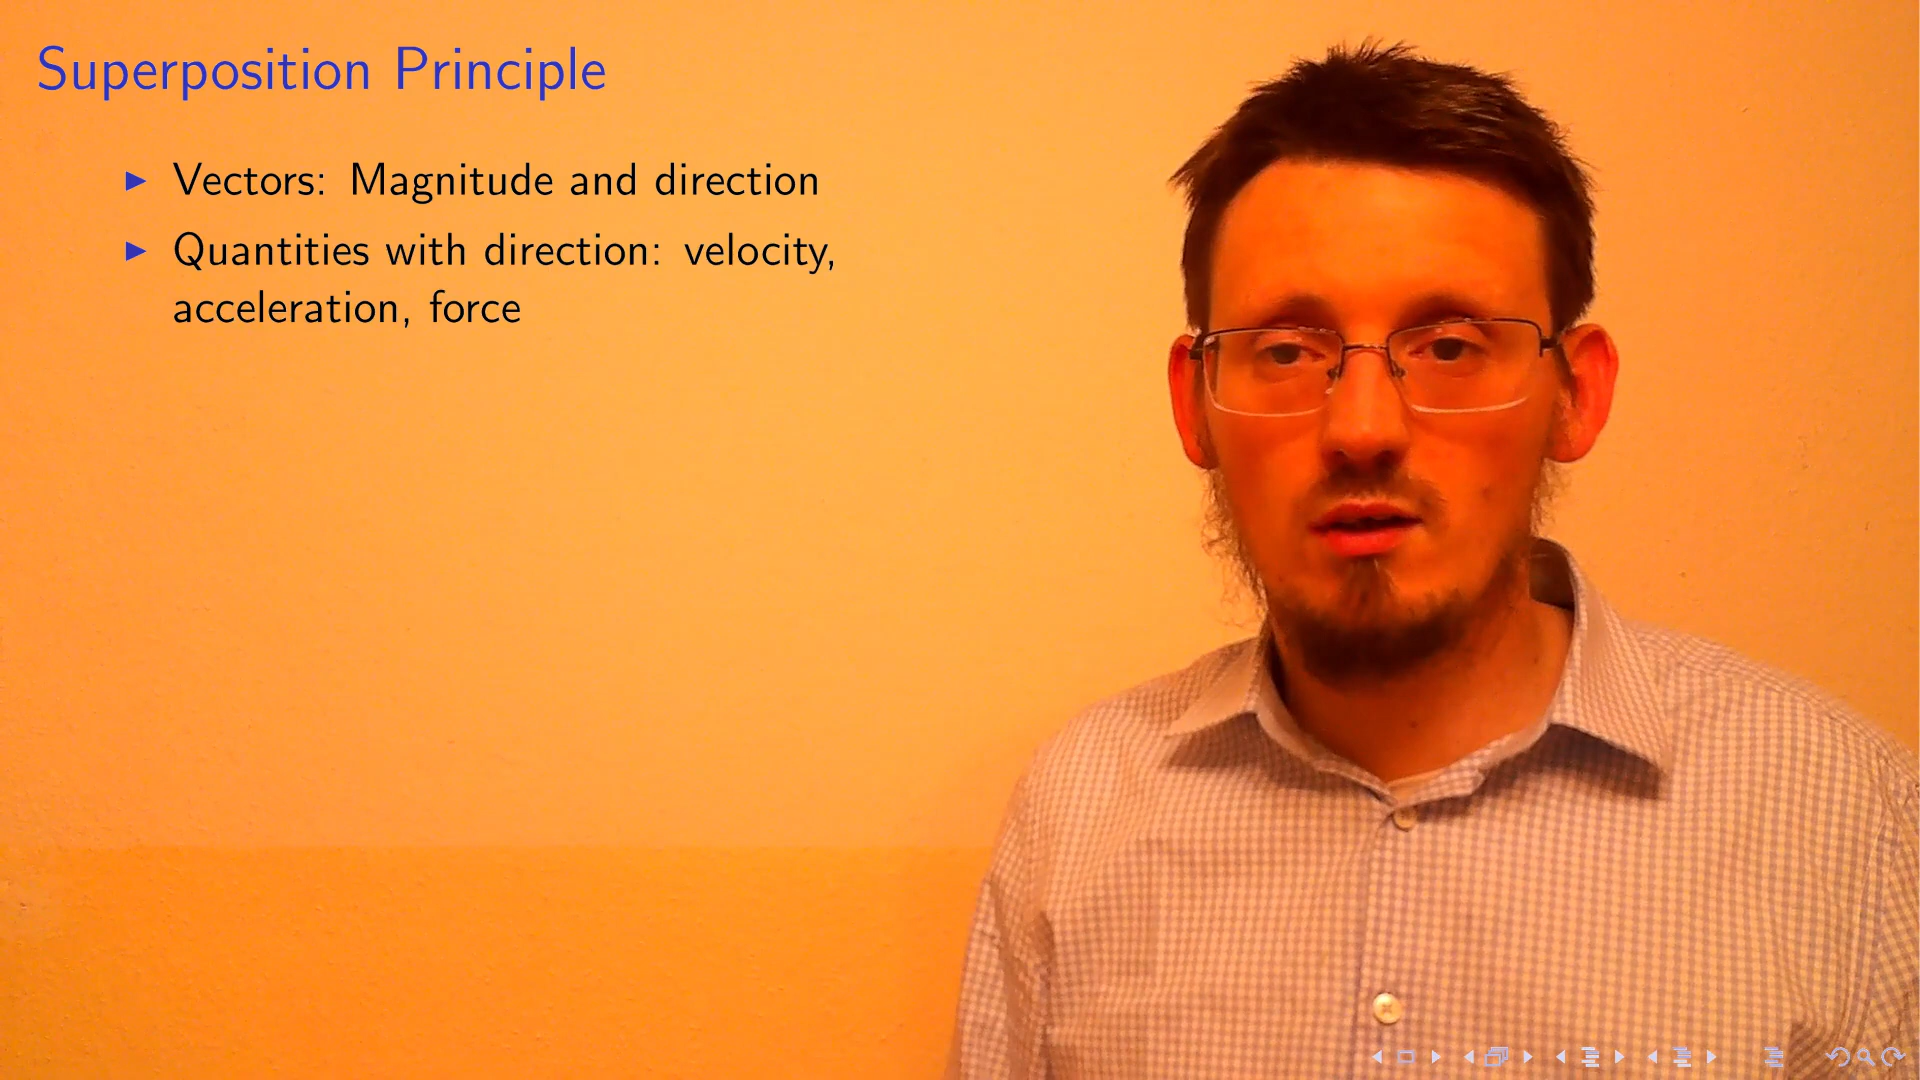 Superposition Principle
Vectors: Magnitude and direction
Quantities with direction: velocity,
acceleration, force